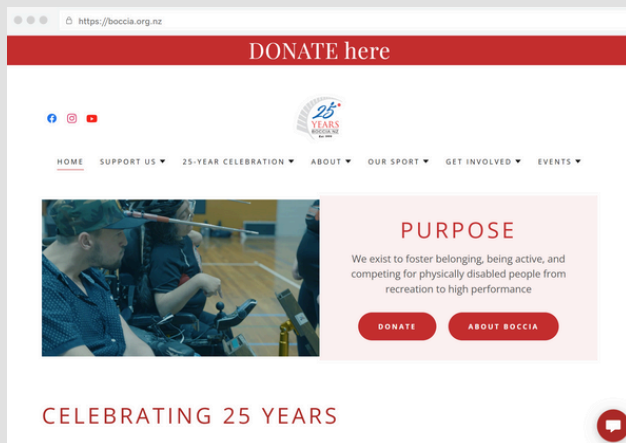 https://boccia.org.nz
DONATE here
25
YEARS
BOCCIA NZ
HOME SUPPORT US 25-YEAR CELEBRATION ABOUT OUR SPORT GET INVOLVED EVENTS
PURPOSE
We exist to foster belonging, being active, and
competing for physically disabled people from
recreation to high performance
DONATE ABOUT BOCCIA
CELEBRATING 25 YEARS